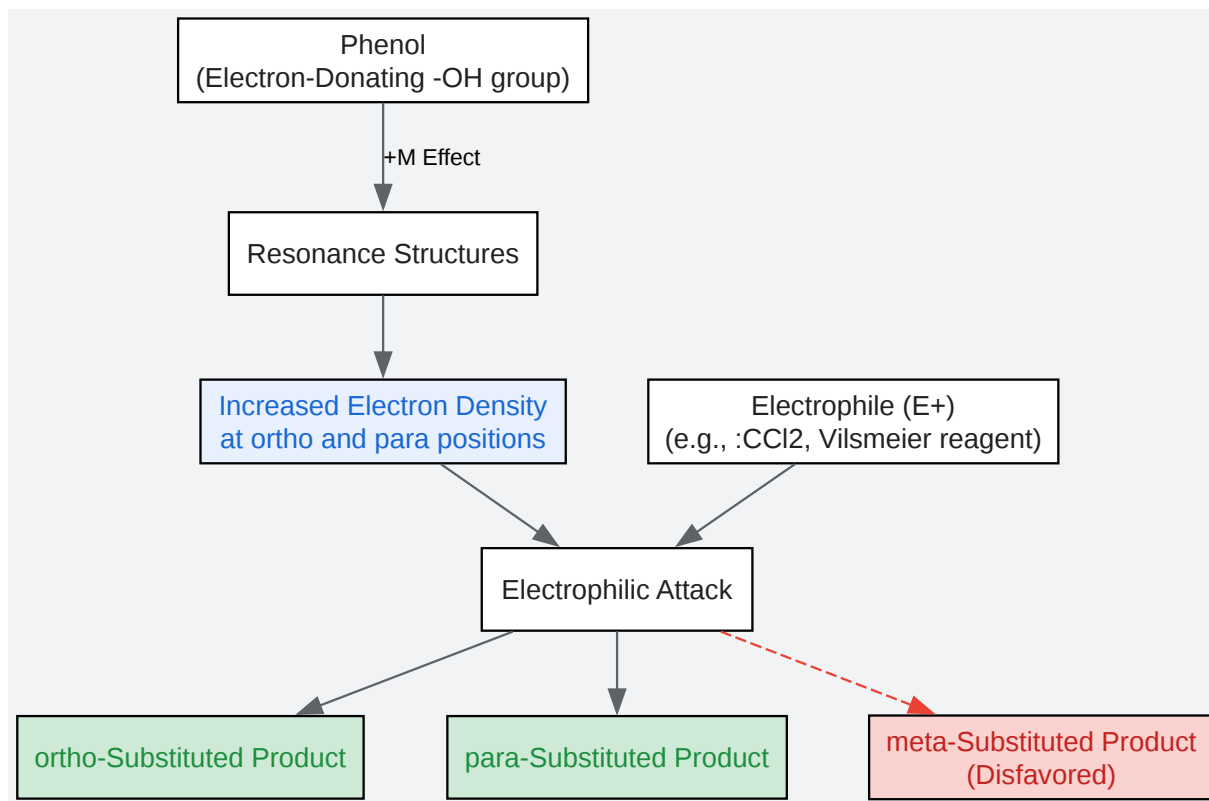 Phenol
(Electron-Donating -OH group)
+M Effect
Resonance Structures
Increased Electron Density
at ortho and para positions
Electrophile (E+)
(e.g., :CCl2, Vilsmeier reagent)
Electrophilic Attack
ortho-Substituted Product
para-Substituted Product
meta-Substituted Product
(Disfavored)